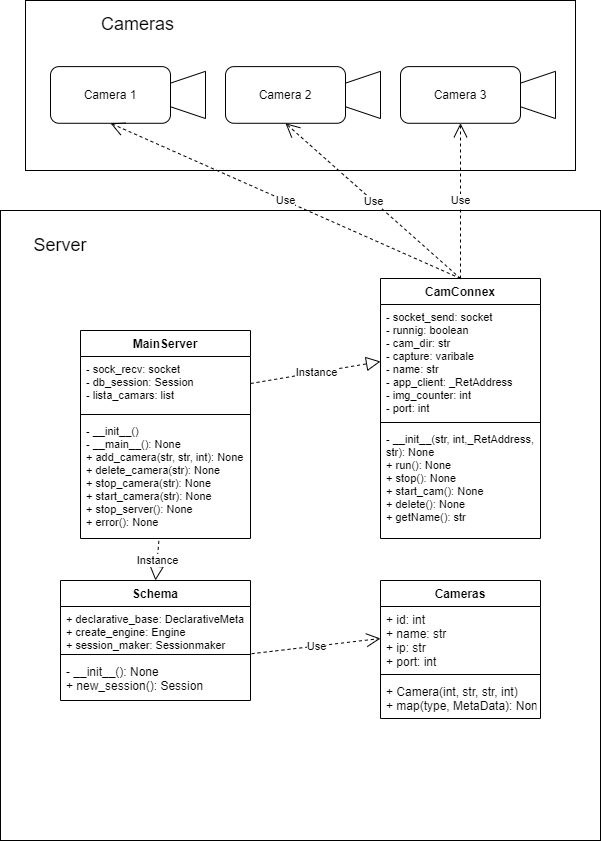 Cameras
Camera 1
Camera 2
Camera 3
Use
Use
Use
Server
CamConnex
- socket_send: socket
- runnig: boolean
- cam_dir: str
- capture: varibale
- name: str
- app_client: _RetAddress
- img_counter: int
- port: int
- __init__(str, int,_RetAddress,
str): None
+ run(): None
+ stop(): None
+ start_cam(): None
+ delete(): None
+ getName(): str
MainServer
- sock_recv: socket
- db_session: Session
- lista_camars: list
- __init__()
- __main__(): None
+ add_camera(str, str, int): None
+ delete_camera(str): None
+ stop_camera(str): None
+ start_camera(str): None
+ stop_server(): None
+ error(): None
Instance
Instance
Schema
+ declarative_base: DeclarativeMeta
+ create_engine: Engine
+ session_maker: Sessionmaker
- __init__(): None
+ new_session(): Session
Use
Cameras
+ id: int
+ name: str
+ ip: str
+ port: int
+ Camera(int, str, str, int)
+ map(type, MetaData): Non